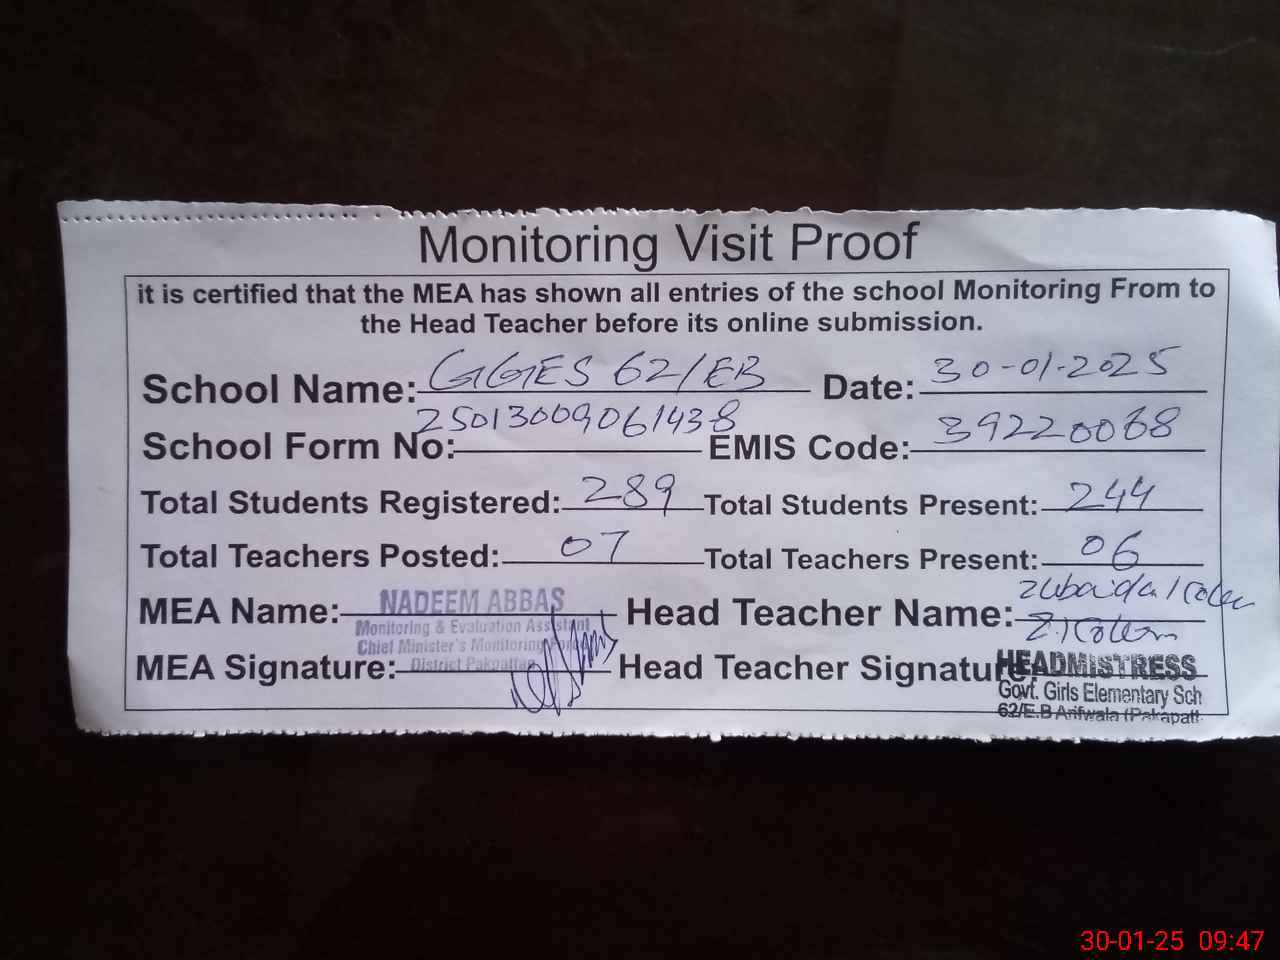 Monitoring Visit Proof
it is certified that the MEA has shown all entries of the school Monitoring From to
the Head Teacher before its online submission.
School Name: GGES 62/EB Date: 30-01-2025
School Form No: 25013009061438 EMIS Code: 39220068
Total Students Registered: 289 Total Students Present: 244
Total Teachers Posted: 07 Total Teachers Present: 06
MEA Name: NADEEM ABBAS Head Teacher Name: Zubaida
Monitoring & Evaluation Assistant
Chief Minister's Monitoring Force
District Pakpattan
MEA Signature: Head Teacher Signature
HEADMISTRESS
Govt. Girls Elementary Sch
62/E.B Arifwala (Pakapatt
30-01-25 09:47